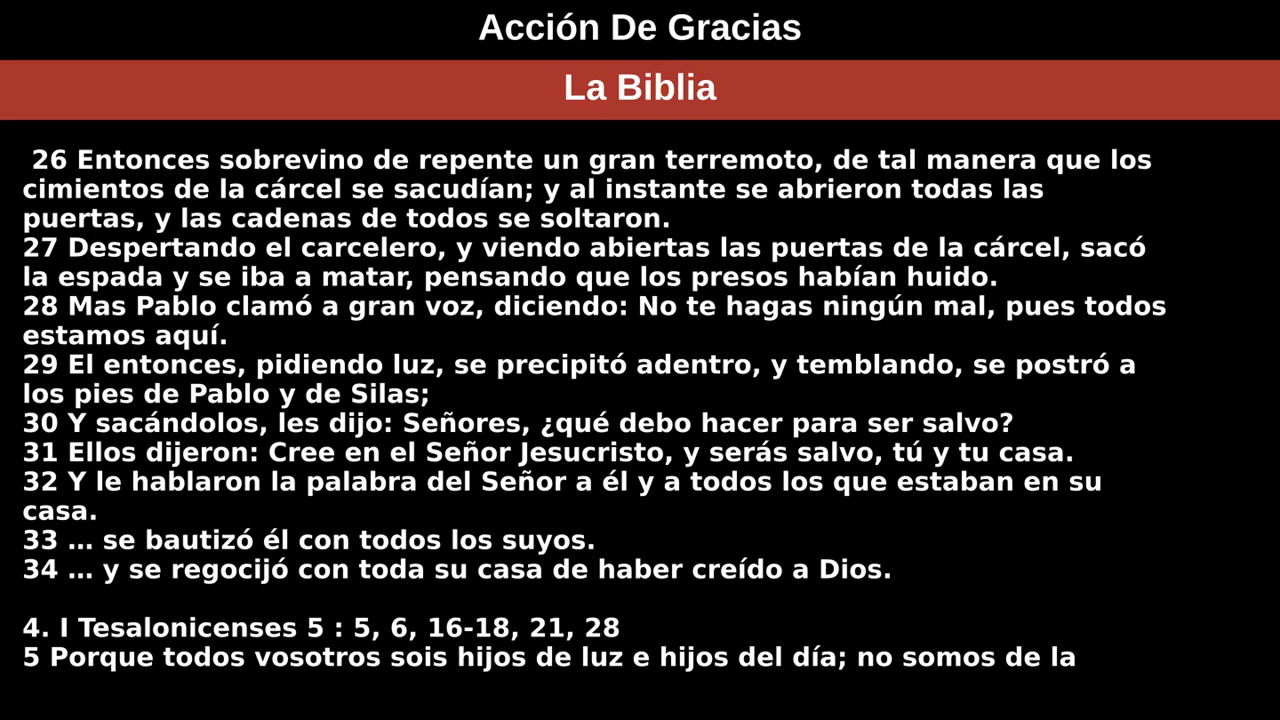 Acción De Gracias
La Biblia
26 Entonces sobrevino de repente un gran terremoto, de tal manera que los
cimientos de la cárcel se sacudían; y al instante se abrieron todas las
puertas, y las cadenas de todos se soltaron.
27 Despertando el carcelero, y viendo abiertas las puertas de la cárcel, sacó
la espada y se iba a matar, pensando que los presos habían huido.
28 Mas Pablo clamó a gran voz, diciendo: No te hagas ningún mal, pues todos
estamos aquí.
29 El entonces, pidiendo luz, se precipitó adentro, y temblando, se postró a
los pies de Pablo y de Silas;
30 Y sacándolos, les dijo: Señores, ¿qué debo hacer para ser salvo?
31 Ellos dijeron: Cree en el Señor Jesucristo, y serás salvo, tú y tu casa.
32 Y le hablaron la palabra del Señor a él y a todos los que estaban en su
casa.
33 … se bautizó él con todos los suyos.
34 … y se regocijó con toda su casa de haber creído a Dios.
4. I Tesalonicenses 5 : 5, 6, 16-18, 21, 28
5 Porque todos vosotros sois hijos de luz e hijos del día; no somos de la